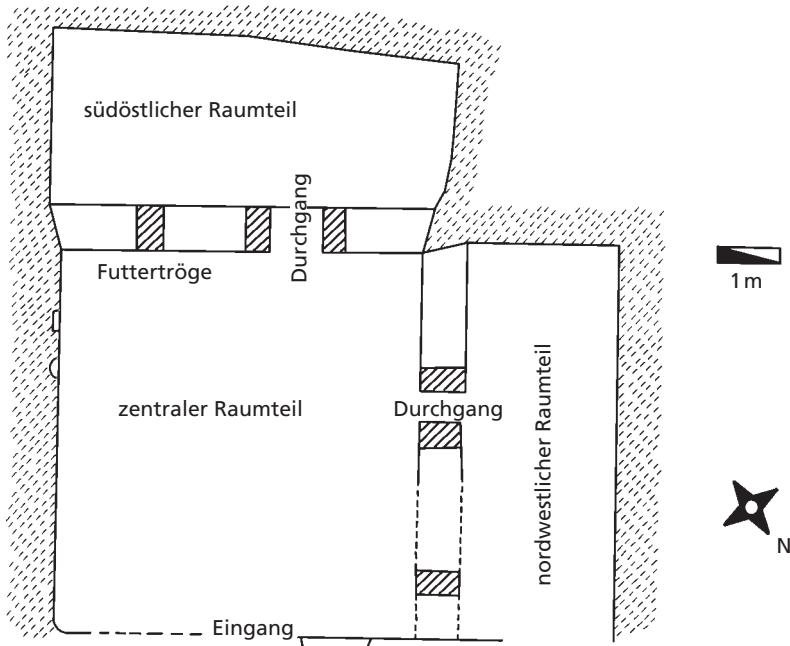 südöstlicher Raumteil
Durchgang
Futtertröge
1 m
zentraler Raumteil
Durchgang
nordwestlicher Raumteil
N
Eingang